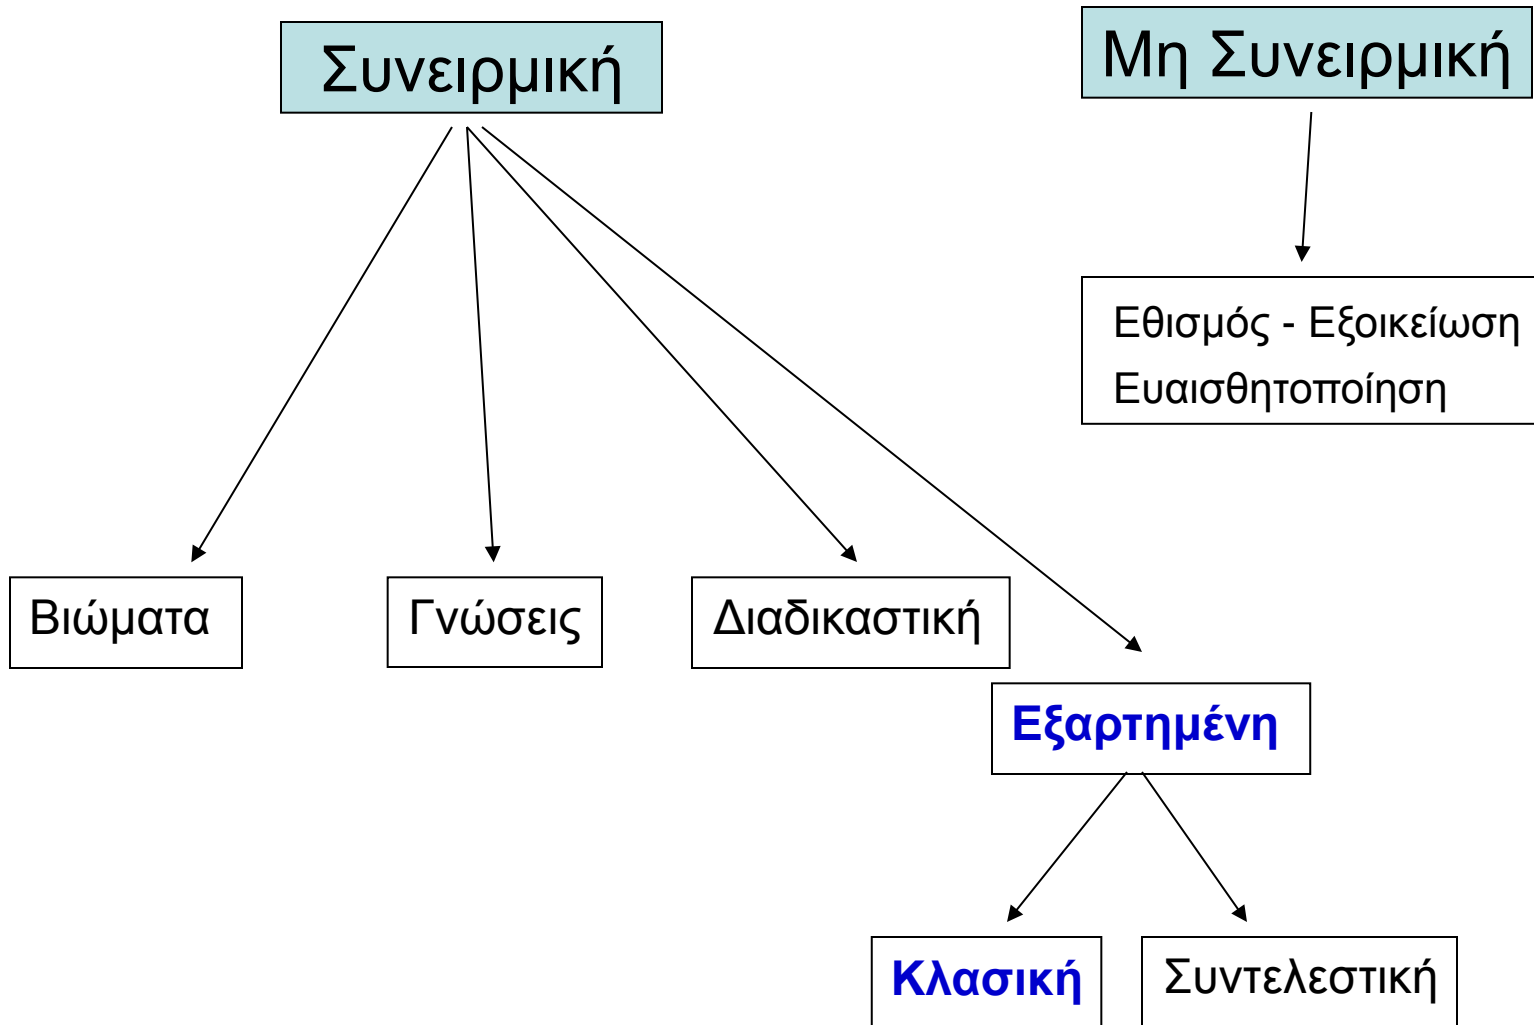 Συνειρμική
Μη Συνειρμική
Εθισμός - Εξοικείωση
Ευαισθητοποίηση
Βιώματα
Γνώσεις
Διαδικαστική
Εξαρτημένη
Κλασική
Συντελεστική